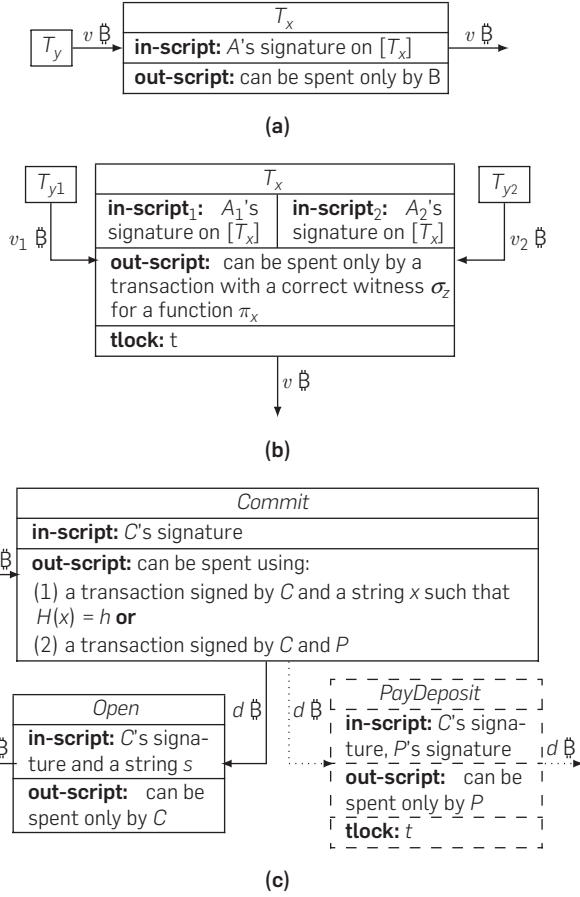 T_x
T_y
v ₿
in-script: A's signature on [T_x]
v ₿
out-script: can be spent only by B
(a)
T_y1
T_x
T_y2
in-script_1: A_1's
signature on [T_x]
in-script_2: A_2's
signature on [T_x]
v_1 ₿
v_2 ₿
out-script: can be spent only by a
transaction with a correct witness σ_z
for a function π_x
tlock: t
v ₿
(b)
Commit
in-script: C's signature
₿
out-script: can be spent using:
(1) a transaction signed by C and a string x such that
H(x) = h or
(2) a transaction signed by C and P
d ₿
d ₿
Open
₿
in-script: C's signa-
ture and a string s
out-script: can be
spent only by C
PayDeposit
in-script: C's signa-
ture, P's signature
d ₿
out-script: can be
spent only by P
tlock: t
(c)